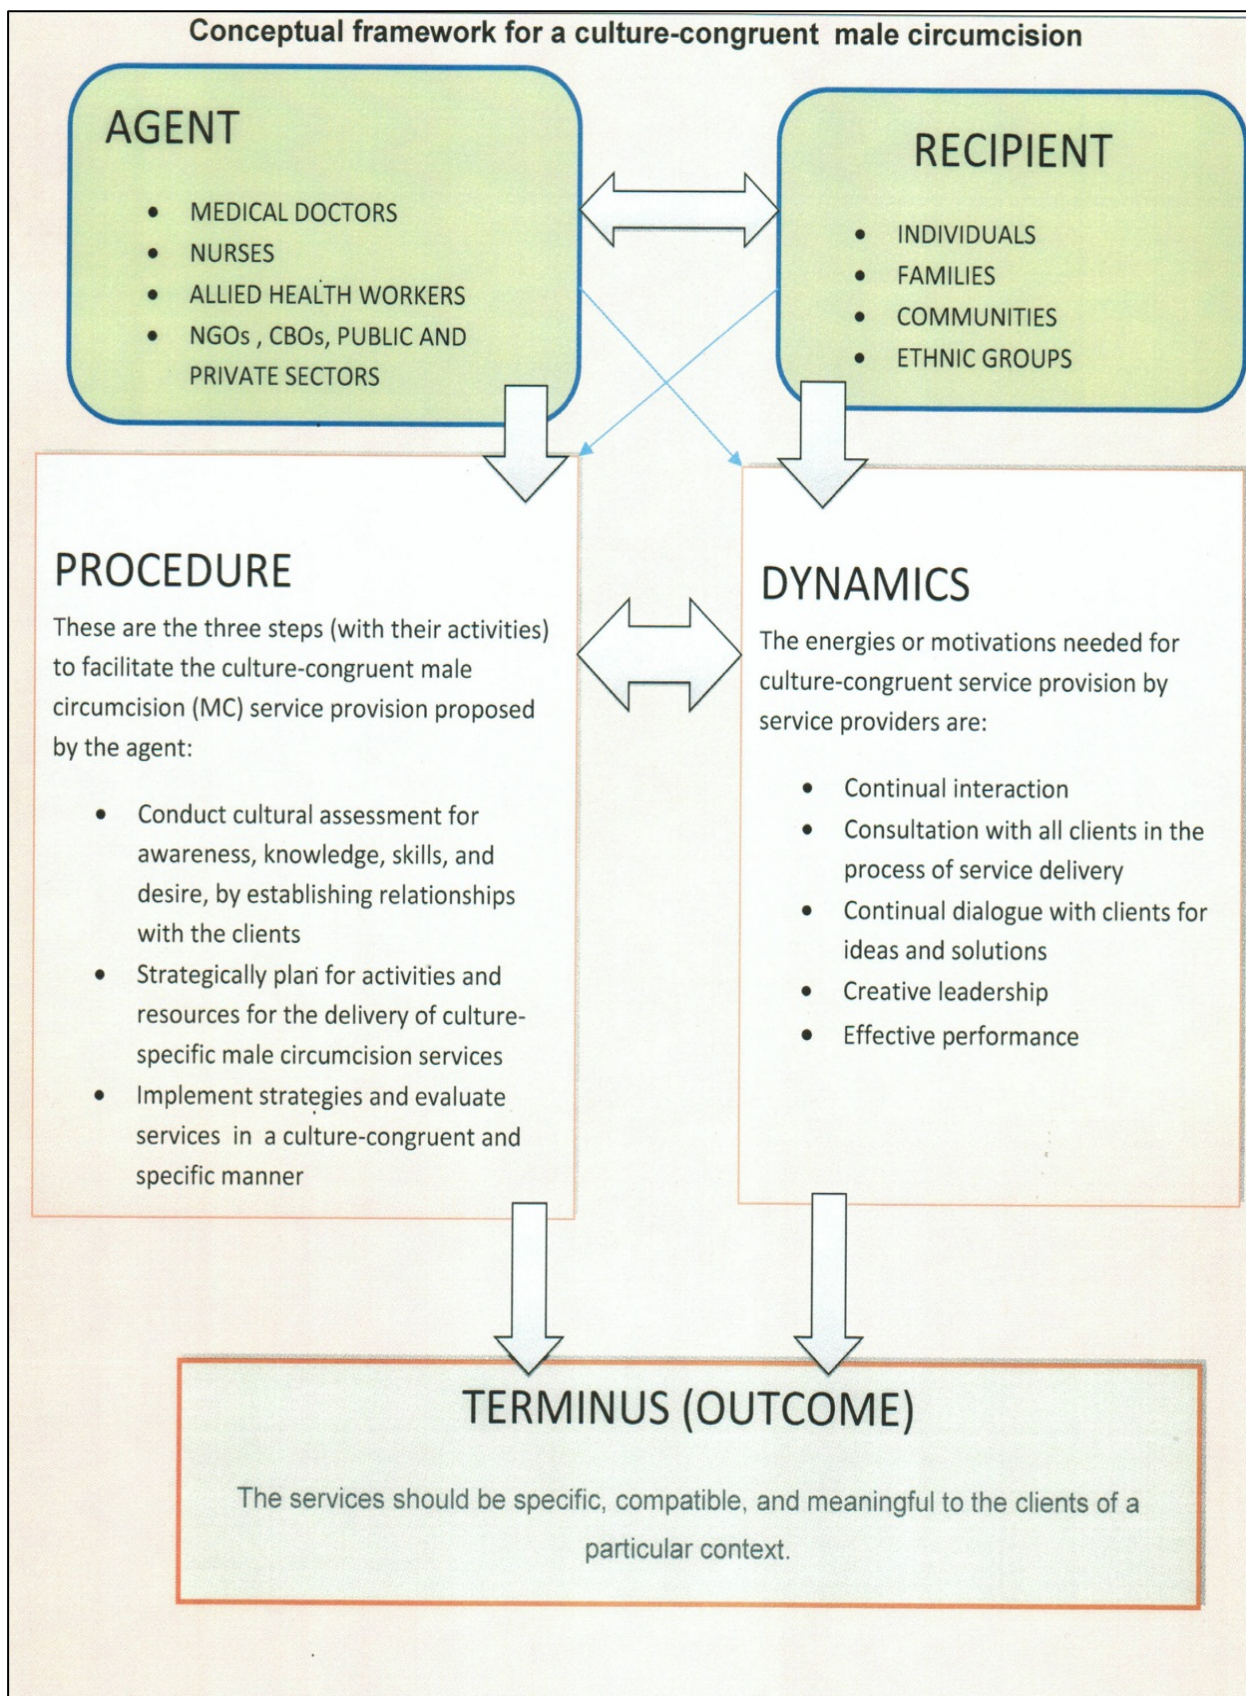 Conceptual framework for a culture-congruent male circumcision
AGENT
• MEDICAL DOCTORS
• NURSES
• ALLIED HEALTH WORKERS
• NGOs , CBOs, PUBLIC AND
PRIVATE SECTORS
RECIPIENT
• INDIVIDUALS
• FAMILIES
• COMMUNITIES
• ETHNIC GROUPS
PROCEDURE
These are the three steps (with their activities)
to facilitate the culture-congruent male
circumcision (MC) service provision proposed
by the agent:
• Conduct cultural assessment for
awareness, knowledge, skills, and
desire, by establishing relationships
with the clients
• Strategically plan for activities and
resources for the delivery of culture-
specific male circumcision services
• Implement strategies and evaluate
services in a culture-congruent and
specific manner
DYNAMICS
The energies or motivations needed for
culture-congruent service provision by
service providers are:
• Continual interaction
• Consultation with all clients in the
process of service delivery
• Continual dialogue with clients for
ideas and solutions
• Creative leadership
• Effective performance
TERMINUS (OUTCOME)
The services should be specific, compatible, and meaningful to the clients of a
particular context.